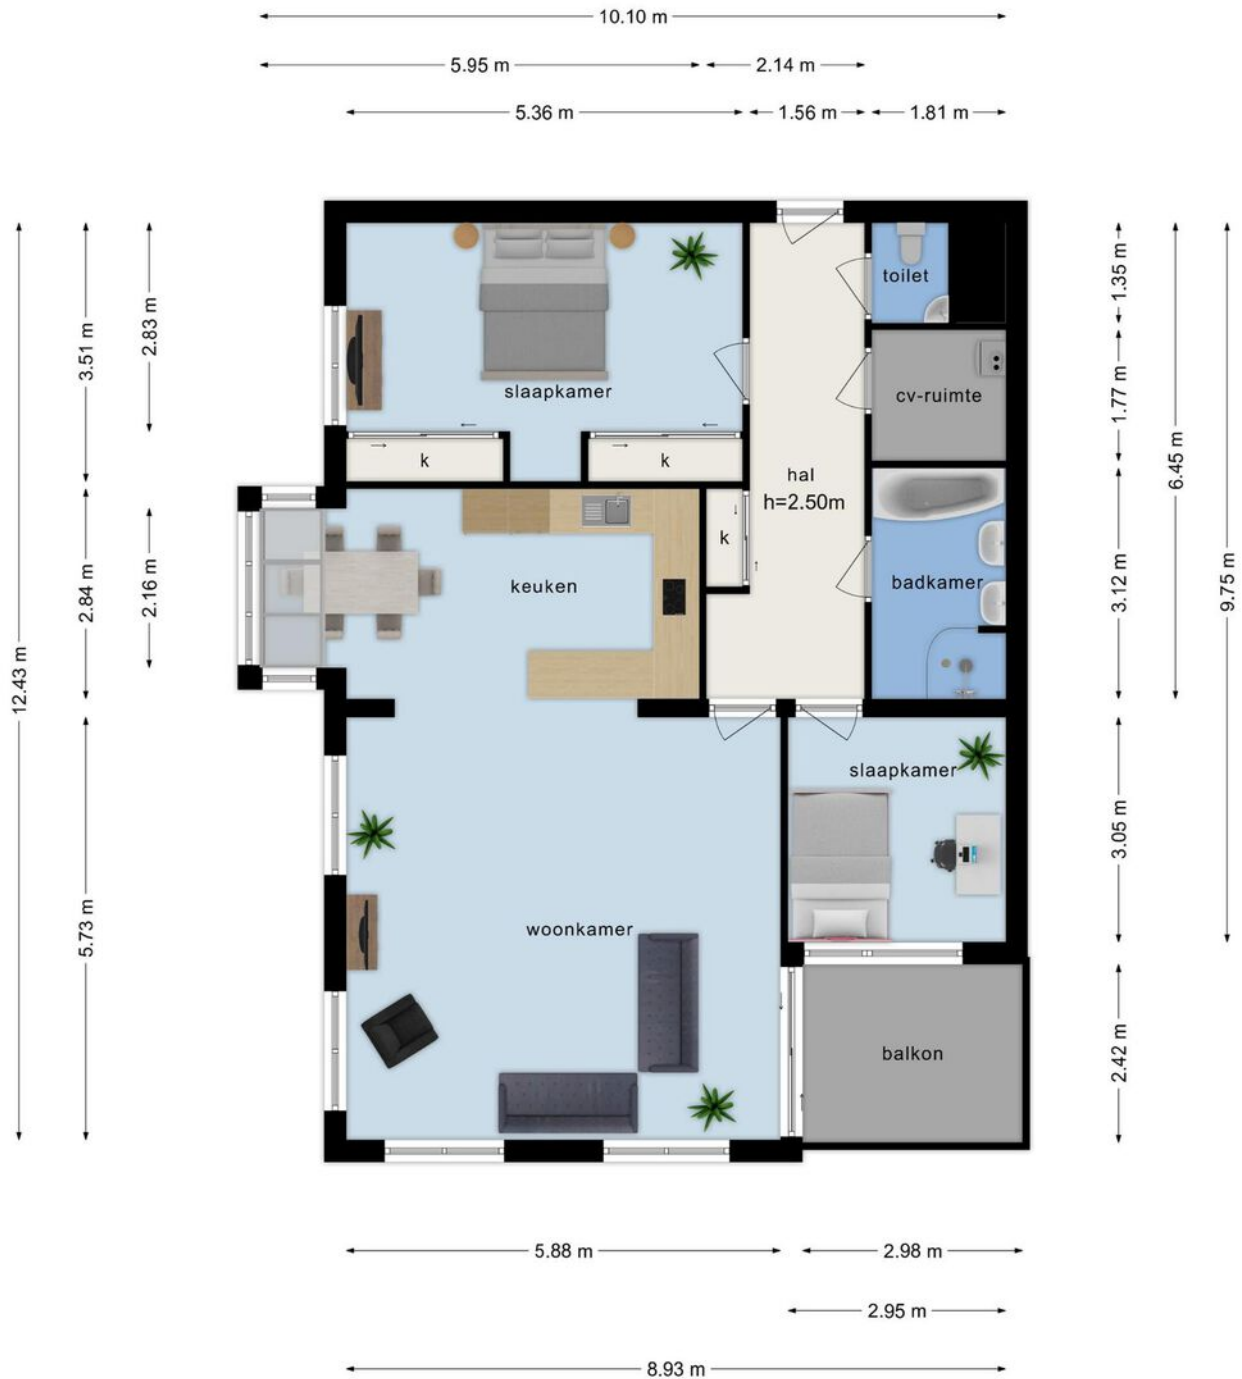 10.10 m
5.95 m
2.14 m
5.36 m
1.56 m
1.81 m
12.43 m
3.51 m
2.84 m
5.73 m
2.83 m
2.16 m
slaapkamer
k
k
toilet
cv-ruimte
hal
h=2.50m
k
keuken
badkamer
slaapkamer
woonkamer
balkon
1.35 m
1.77 m
3.12 m
3.05 m
2.42 m
6.45 m
9.75 m
5.88 m
2.98 m
2.95 m
8.93 m